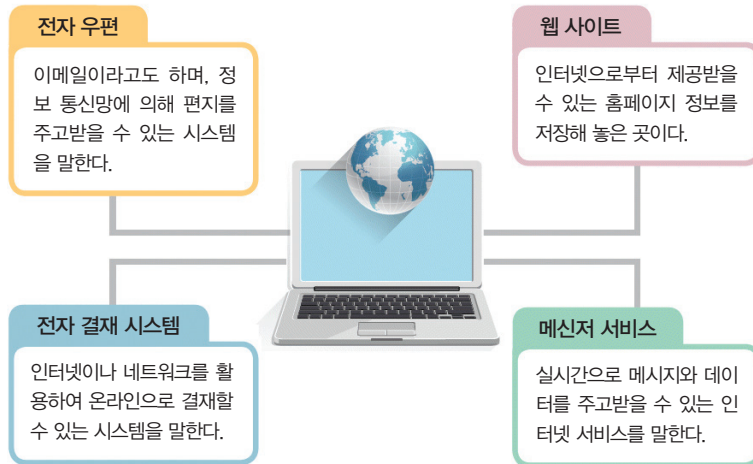 전자 우편
이메일이라고도 하며, 정
보 통신망에 의해 편지를
주고받을 수 있는 시스템
을 말한다.
웹 사이트
인터넷으로부터 제공받을
수 있는 홈페이지 정보를
저장해 놓은 곳이다.
전자 결재 시스템
인터넷이나 네트워크를 활
용하여 온라인으로 결재할
수 있는 시스템을 말한다.
메신저 서비스
실시간으로 메시지와 데이
터를 주고받을 수 있는 인
터넷 서비스를 말한다.